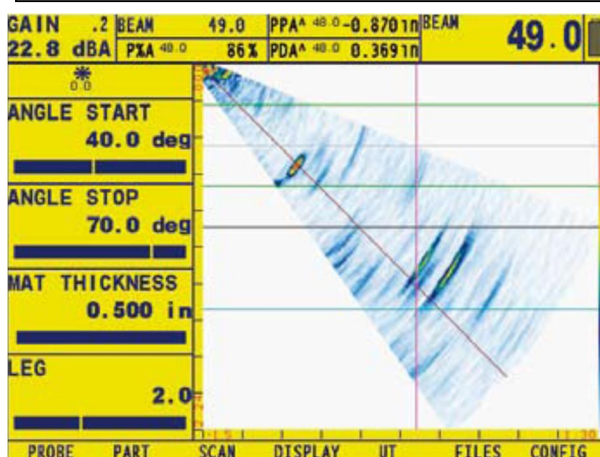 GAIN .2 BEAM 49.0 PPA^ 48.0 -0.870in BEAM 49.0
22.8 dBA P%A 48.0 86% PDA^ 48.0 0.369in
0.0
ANGLE START
40.0 deg
ANGLE STOP
70.0 deg
MAT THICKNESS
0.500 in
LEG
2.0
PROBE PART SCAN DISPLAY UT FILES CONFIG